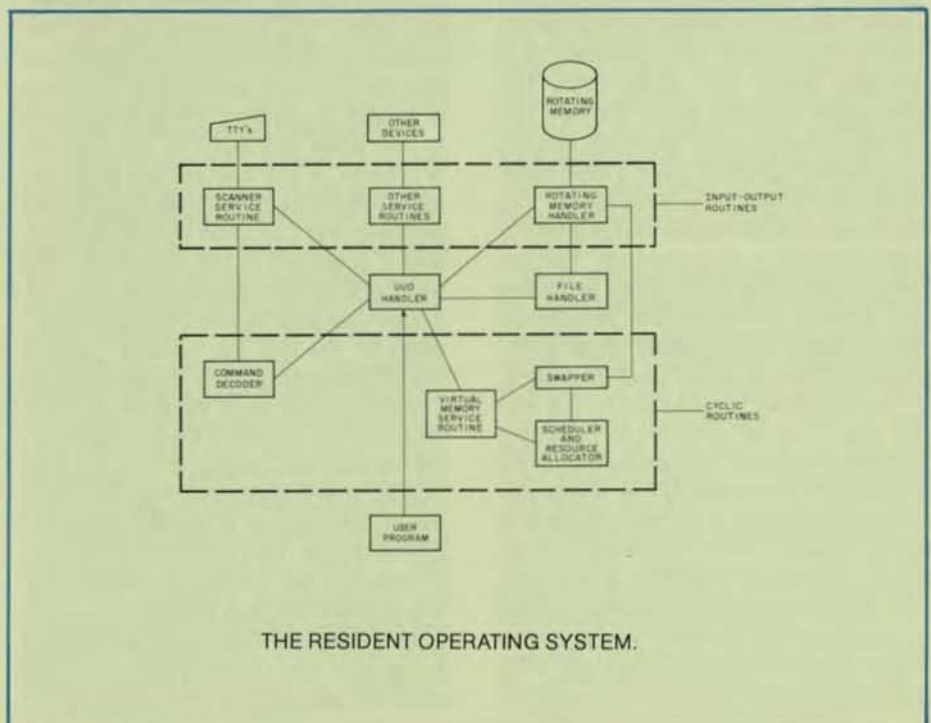 ROTATING
MEMORY
TTY's
OTHER
DEVICES
SCANNER
SERVICE
ROUTINE
OTHER
SERVICE
ROUTINES
ROTATING
MEMORY
HANDLER
INPUT-OUTPUT
ROUTINES
UUO
HANDLER
FILE
HANDLER
COMMAND
DECODER
SWAPPER
VIRTUAL
MEMORY
SERVICE
ROUTINE
CYCLIC
ROUTINES
SCHEDULER
AND
RESOURCE
ALLOCATOR
USER
PROGRAM
THE RESIDENT OPERATING SYSTEM.